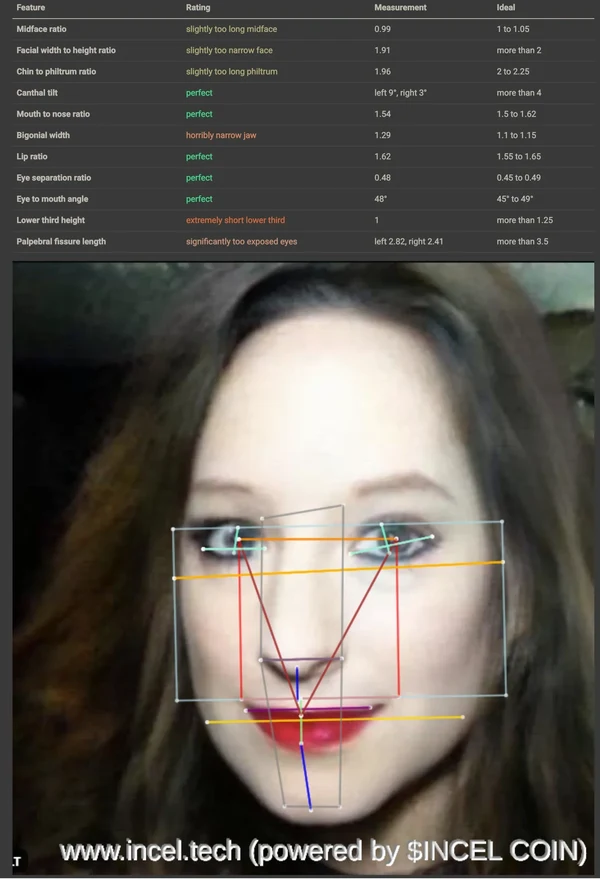 Feature Rating Measurement Ideal
Midface ratio slightly too long midface 0.99 1 to 1.05
Facial width to height ratio slightly too narrow face 1.91 more than 2
Chin to philtrum ratio slightly too long philtrum 1.96 2 to 2.25
Canthal tilt perfect left 9°, right 3° more than 4
Mouth to nose ratio perfect 1.54 1.5 to 1.62
Bigonial width horribly narrow jaw 1.29 1.1 to 1.15
Lip ratio perfect 1.62 1.55 to 1.65
Eye separation ratio perfect 0.48 0.45 to 0.49
Eye to mouth angle perfect 48° 45° to 49°
Lower third height extremely short lower third 1 more than 1.25
Palpebral fissure length significantly too exposed eyes left 2.82, right 2.41 more than 3.5
www.incel.tech (powered by $INCEL COIN)